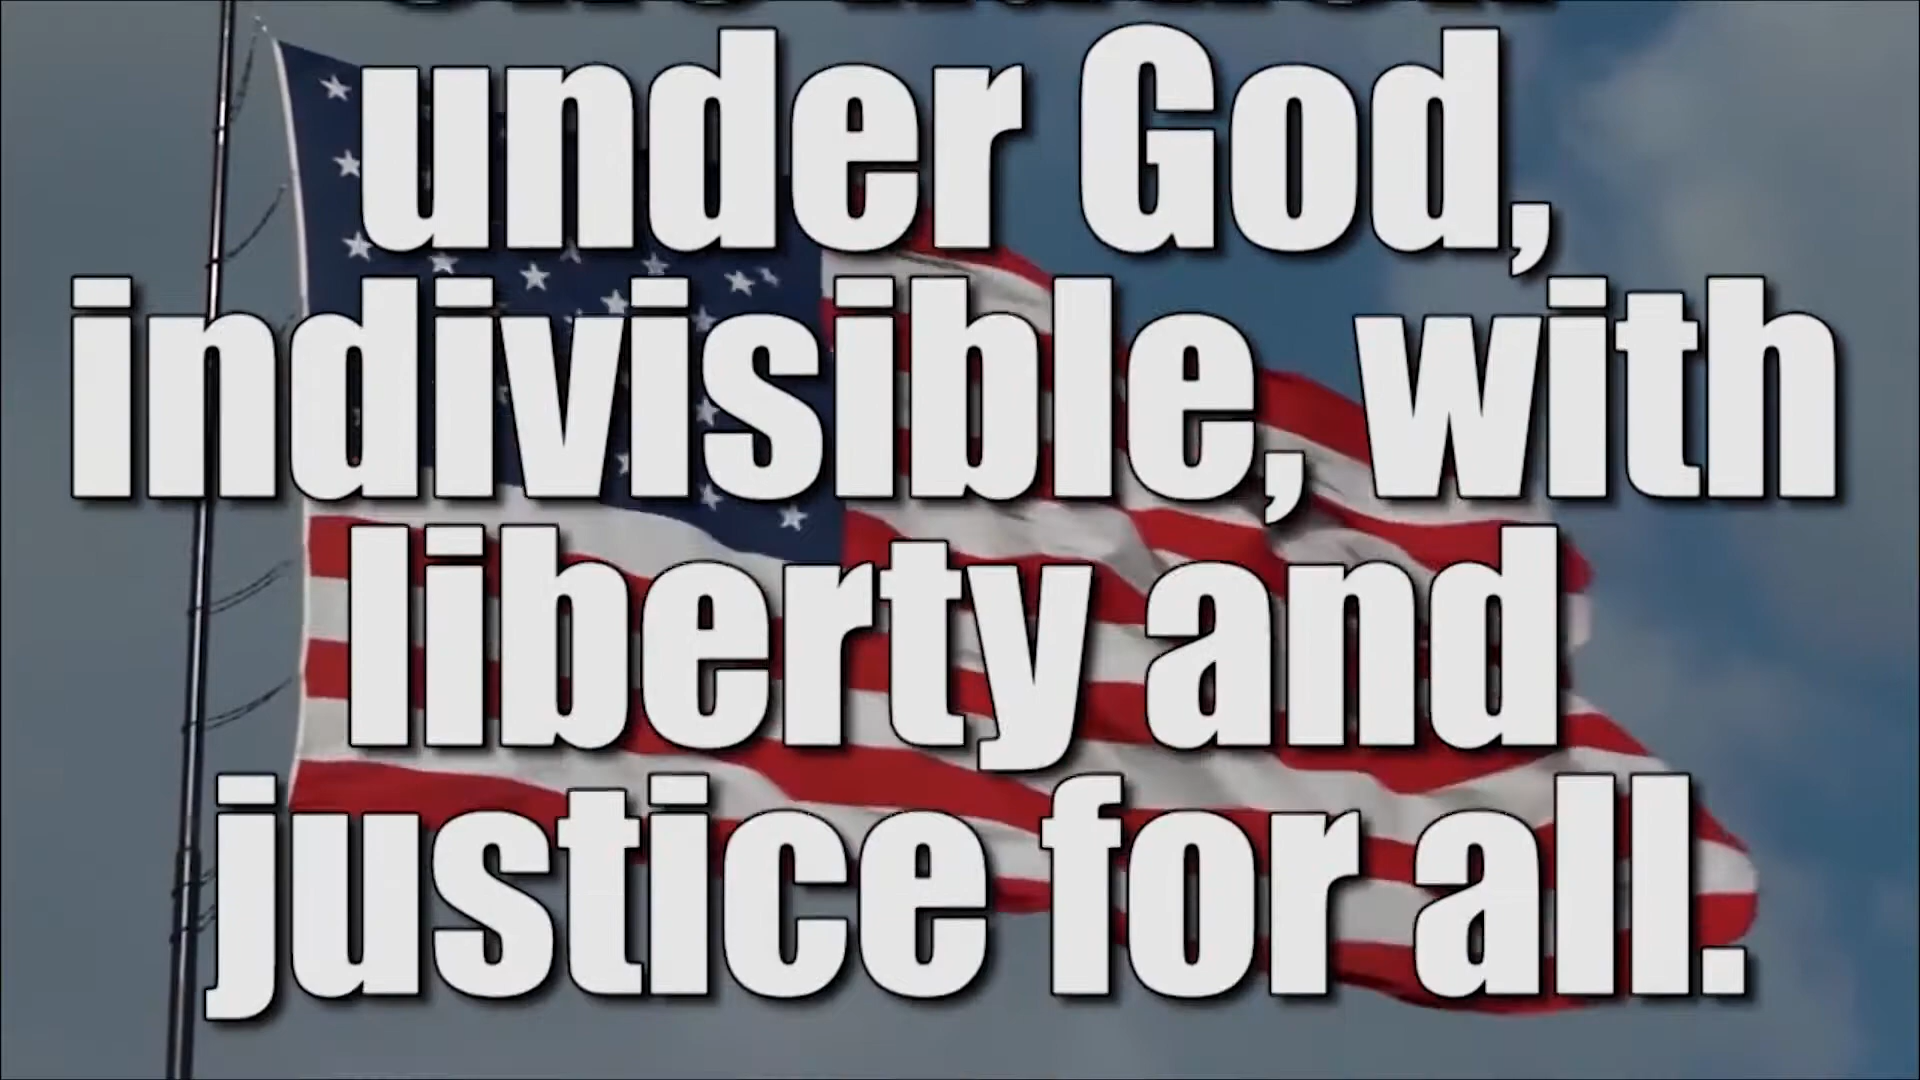 under God,
indivisible, with
liberty and
justice for all.